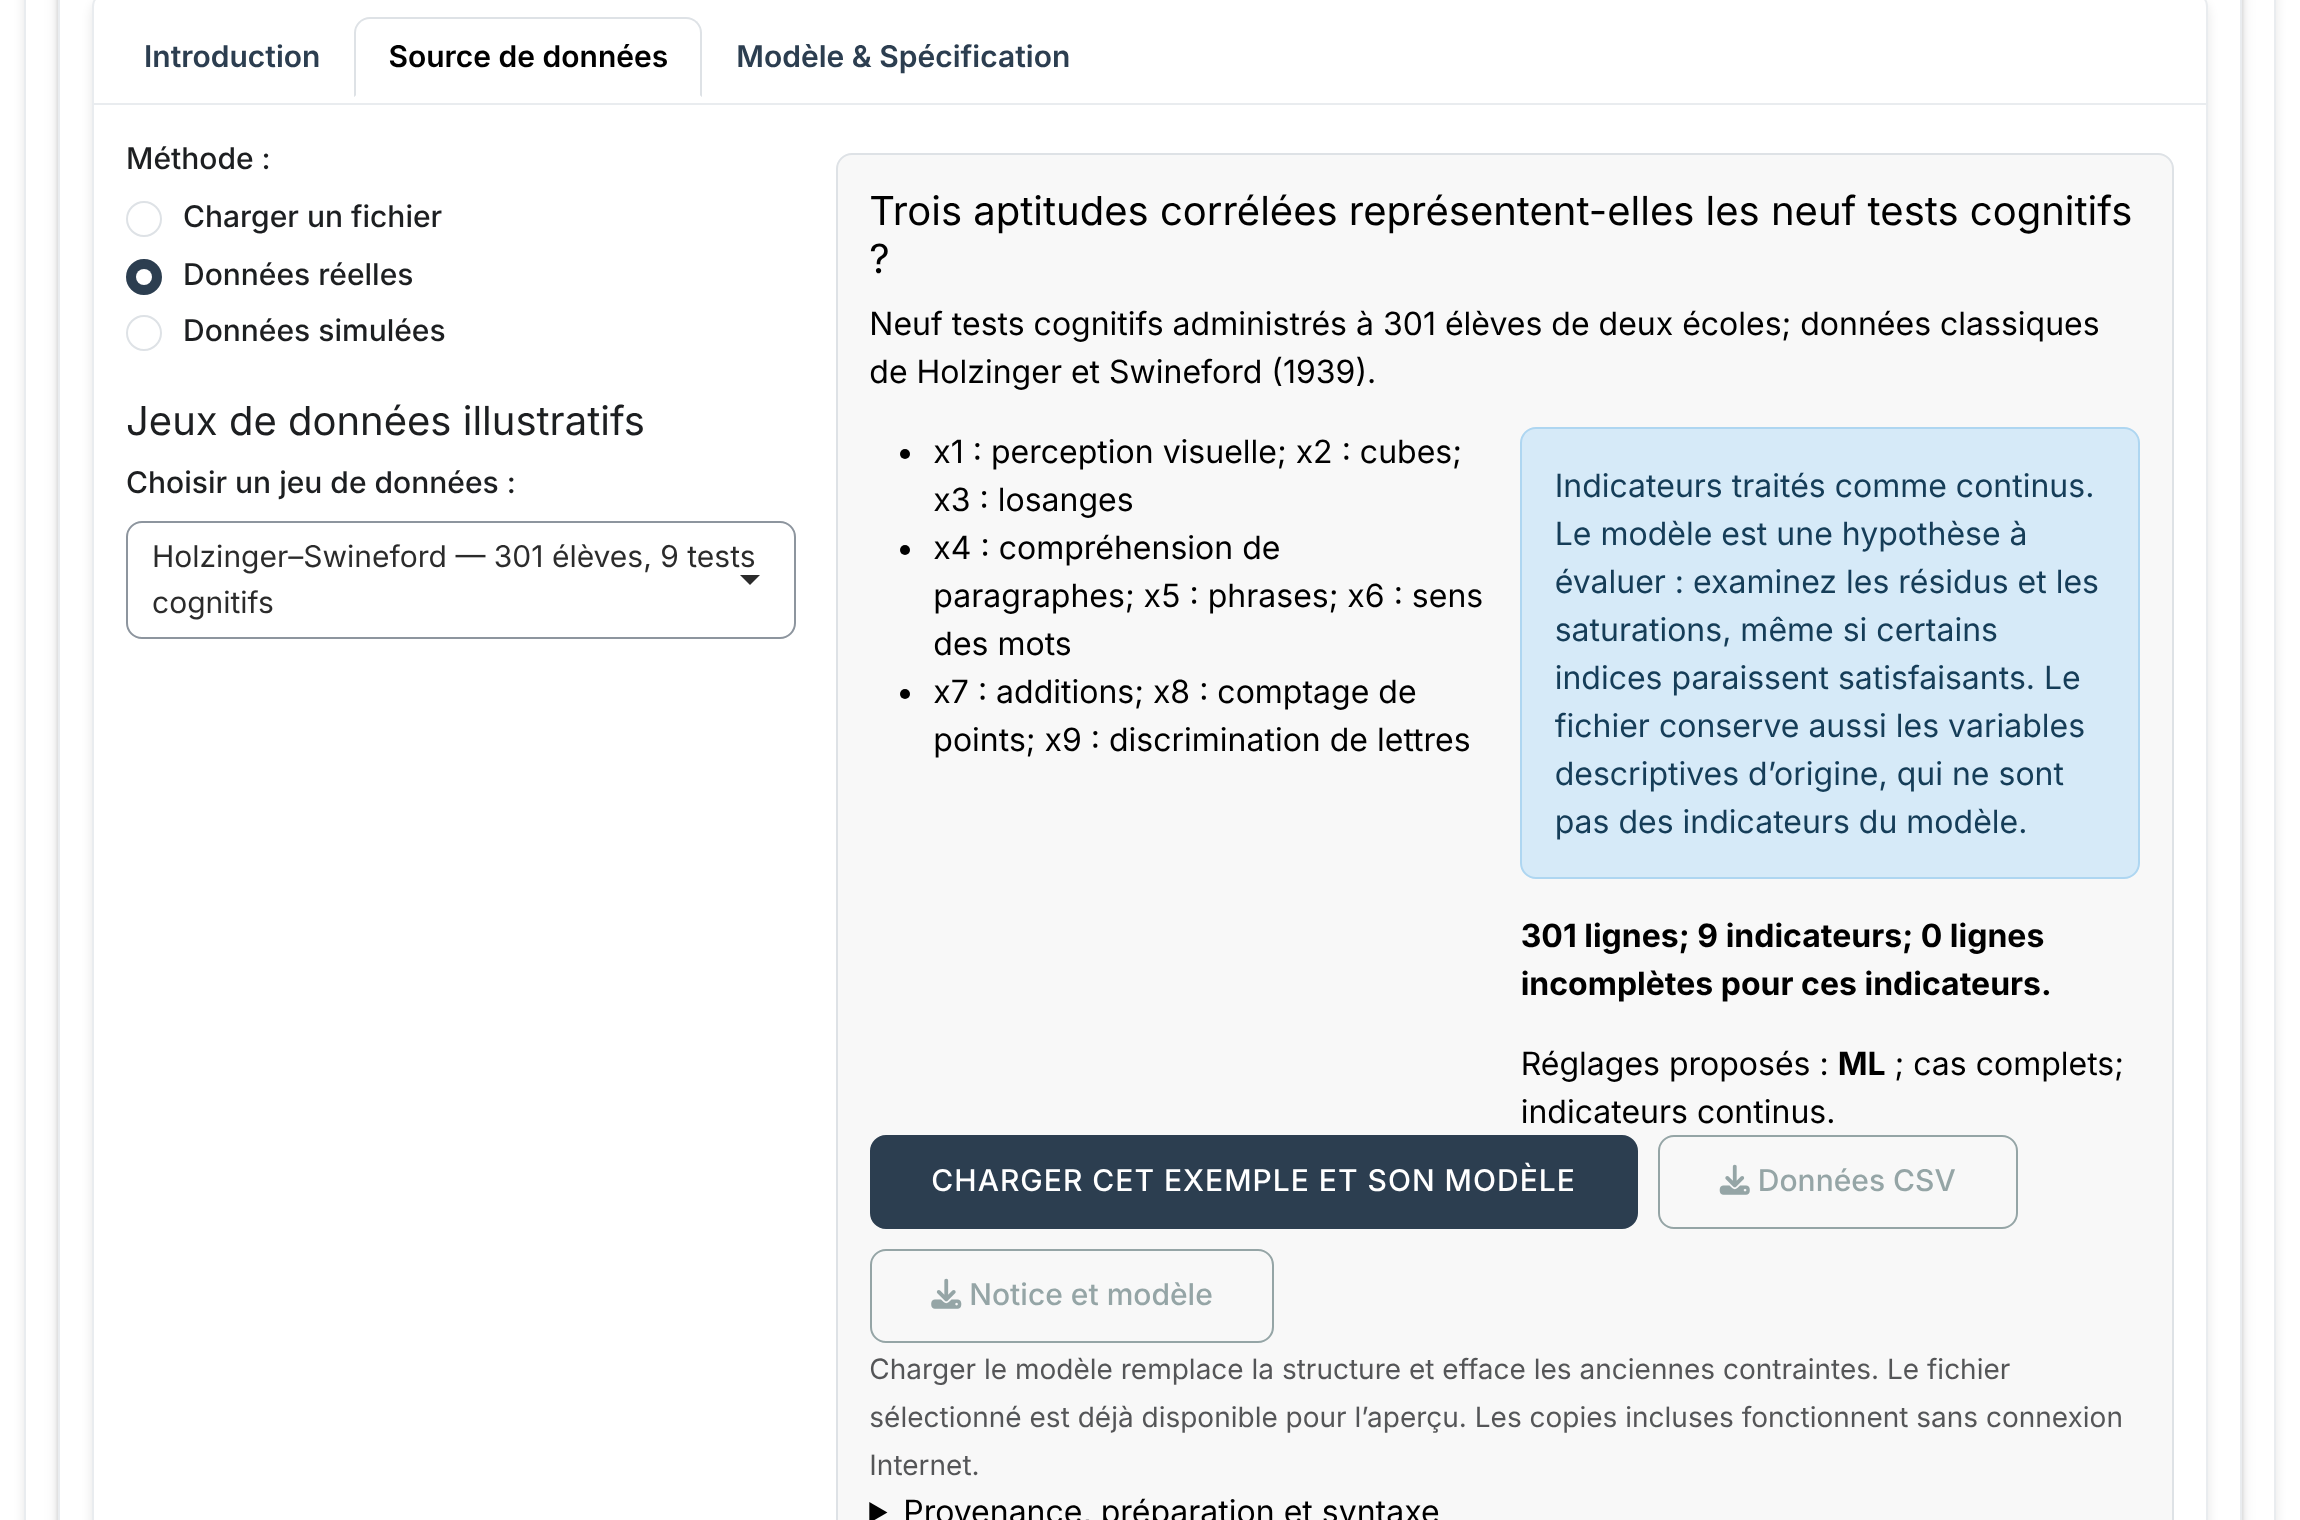 Introduction
Source de données
Modèle & Spécification
Méthode :
Charger un fichier
Données réelles
Données simulées
Jeux de données illustratifs
Choisir un jeu de données :
Holzinger–Swineford — 301 élèves, 9 tests
cognitifs
Trois aptitudes corrélées représentent-elles les neuf tests cognitifs
?
Neuf tests cognitifs administrés à 301 élèves de deux écoles; données classiques
de Holzinger et Swineford (1939).
• x1 : perception visuelle; x2 : cubes;
x3 : losanges
• x4 : compréhension de
paragraphes; x5 : phrases; x6 : sens
des mots
• x7 : additions; x8 : comptage de
points; x9 : discrimination de lettres
Indicateurs traités comme continus.
Le modèle est une hypothèse à
évaluer : examinez les résidus et les
saturations, même si certains
indices paraissent satisfaisants. Le
fichier conserve aussi les variables
descriptives d’origine, qui ne sont
pas des indicateurs du modèle.
301 lignes; 9 indicateurs; 0 lignes
incomplètes pour ces indicateurs.
Réglages proposés : ML ; cas complets;
indicateurs continus.
CHARGER CET EXEMPLE ET SON MODÈLE
Données CSV
Notice et modèle
Charger le modèle remplace la structure et efface les anciennes contraintes. Le fichier
sélectionné est déjà disponible pour l’aperçu. Les copies incluses fonctionnent sans connexion
Internet.
Provenance, préparation et syntaxe